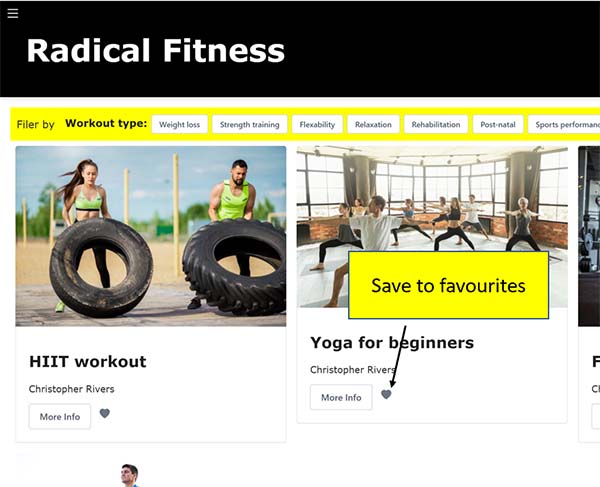 Radical Fitness
Filer by Workout type: Weight loss Strength training Flexability Relaxation Rehabilitation Post-natal Sports performanc
Save to favourites
HIIT workout
Christopher Rivers
More Info
Yoga for beginners
Christopher Rivers
More Info
F